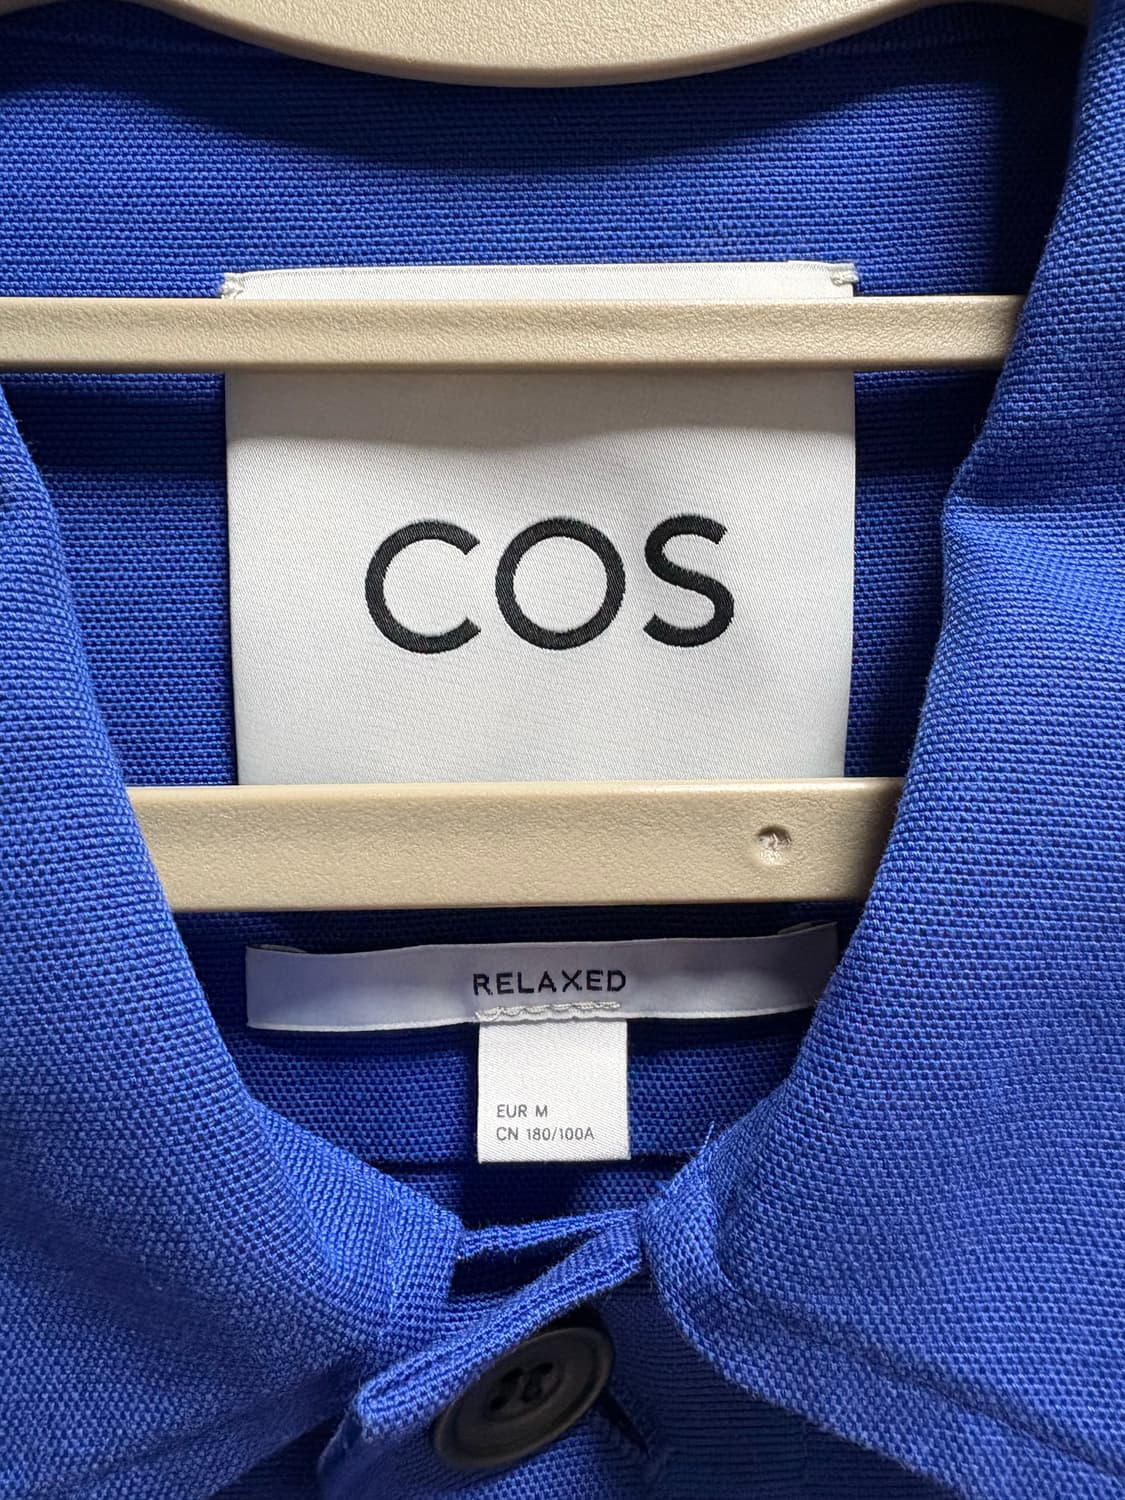 COS
RELAXED
EUR M
CN 180/100A